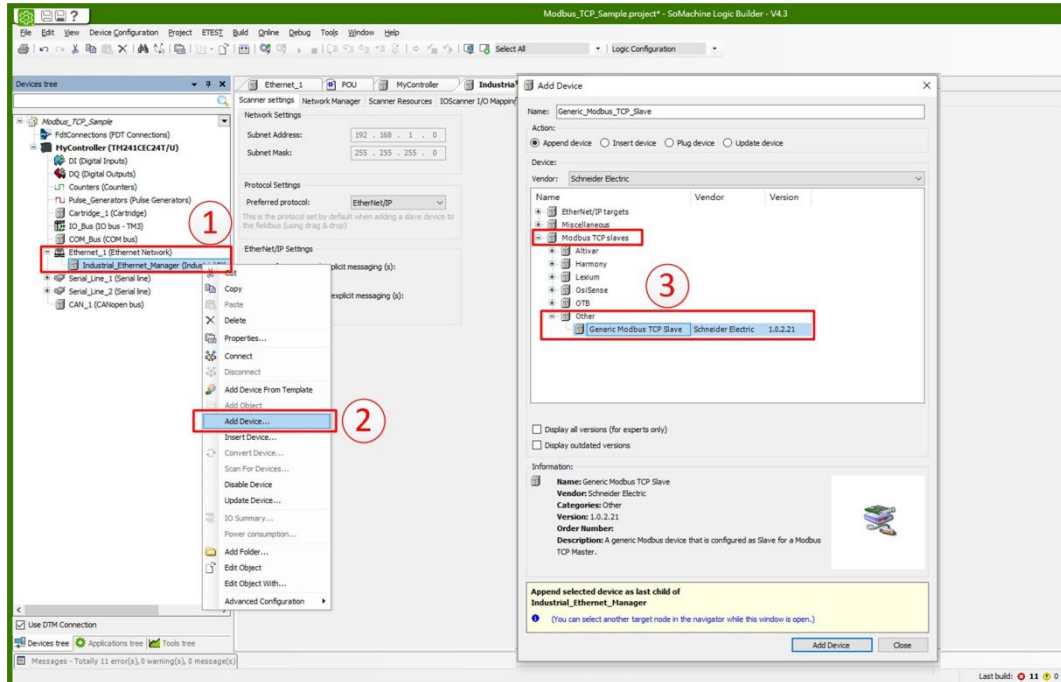 Modbus_TCP_Sample.project* - SoMachine Logic Builder - V4.3
File Edit View Device Configuration Project ETEST Build Online Debug Tools Window Help
Select All
Logic Configuration
Devices tree
Modbus_TCP_Sample
FdtConnections (FDT Connections)
MyController (TM241CEC24T/U)
DI (Digital Inputs)
DQ (Digital Outputs)
Counters (Counters)
Pulse_Generators (Pulse Generators)
Cartridge_1 (Cartridge)
IO_Bus (IO bus - TM3)
COM_Bus (COM bus)
Ethernet_1 (Ethernet Network)
Industrial_Ethernet_Manager
Serial_Line_1 (Serial line)
Serial_Line_2 (Serial line)
CAN_1 (CANopen bus)
1
Cut
Copy
Paste
Delete
Properties...
Connect
Disconnect
Add Device From Template
Add Object
Add Device...
Insert Device...
Convert Device...
Scan For Devices...
Disable Device
Update Device...
IO Summary...
Power consumption...
Add Folder...
Edit Object
Edit Object With...
Advanced Configuration
2
Use DTM Connection
Devices tree Applications tree Tools tree
Messages - Totally 11 error(s), 0 warning(s), 0 message(s)
Ethernet_1 POU MyController Industria
Scanner settings Network Manager Scanner Resources IOScanner I/O Mappin
Network Settings
Subnet Address: 192 . 168 . 1 . 0
Subnet Mask: 255 . 255 . 255 . 0
Protocol Settings
Preferred protocol: EtherNet/IP
This is the protocol set by default when adding a slave device to
the fieldbus (using drag & drop)
EtherNet/IP Settings
plicit messaging (s):
explicit messaging (s):
Add Device
Name: Generic_Modbus_TCP_Slave
Action:
Append device Insert device Plug device Update device
Device:
Vendor: Schneider Electric
Name Vendor Version
EtherNet/IP targets
Miscellaneous
Modbus TCP slaves
Altivar
Harmony
Lexium
OsiSense
OTB
Other
Generic Modbus TCP Slave Schneider Electric 1.0.2.21
3
Display all versions (for experts only)
Display outdated versions
Information:
Name: Generic Modbus TCP Slave
Vendor: Schneider Electric
Categories: Other
Version: 1.0.2.21
Order Number:
Description: A generic Modbus device that is configured as Slave for a Modbus
TCP Master.
Append selected device as last child of
Industrial_Ethernet_Manager
(You can select another target node in the navigator while this window is open.)
Add Device Close
Last build: 11 0